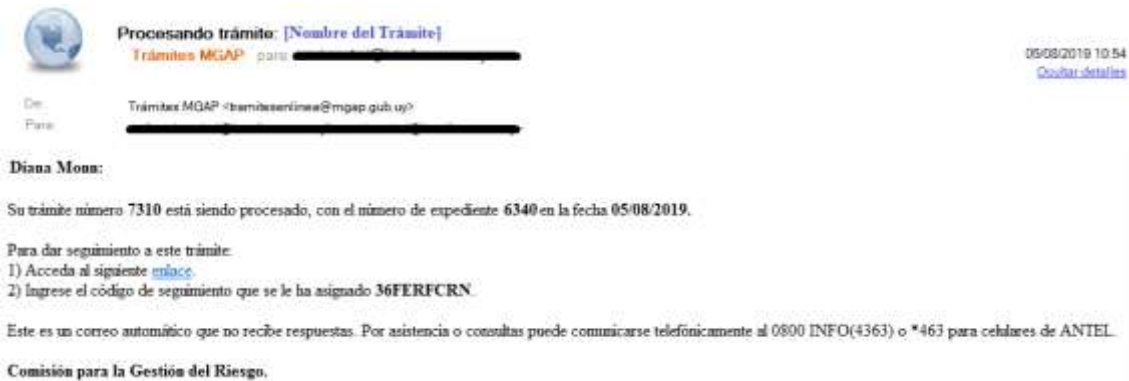 Procesando trámite: [Nombre del Trámite]
Trámites MGAP para
05/08/2019 10:54
Ocultar detalles
De:
Trámites MGAP <tramitesenlinea@mgap.gub.uy>
Para:
Diana Monn:
Su trámite número 7310 está siendo procesado, con el número de expediente 6340 en la fecha 05/08/2019.
Para dar seguimiento a este trámite:
1) Acceda al siguiente enlace.
2) Ingrese el código de seguimiento que se le ha asignado 36FERFCRN.
Este es un correo automático que no recibe respuestas. Por asistencia o consultas puede comunicarse telefónicamente al 0800 INFO(4363) o *463 para celulares de ANTEL.
Comisión para la Gestión del Riesgo.